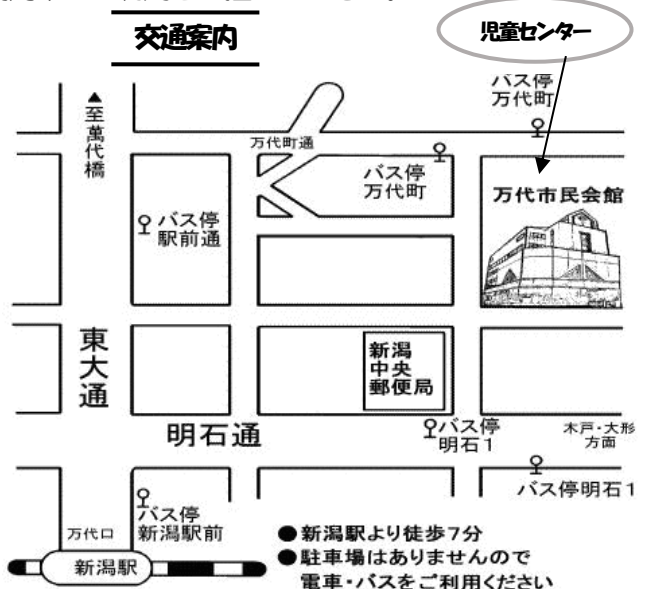 交通案内
児童センター
バス停
万代町
▲至萬代橋
万代町通
バス停
万代町
万代市民会館
バス停
駅前通
東大通
新潟
中央
郵便局
明石通
バス停
明石1
木戸・大形
方面
バス停明石1
バス停
新潟駅前
万代口
新潟駅
●新潟駅より徒歩7分
●駐車場はありませんので
電車・バスをご利用ください